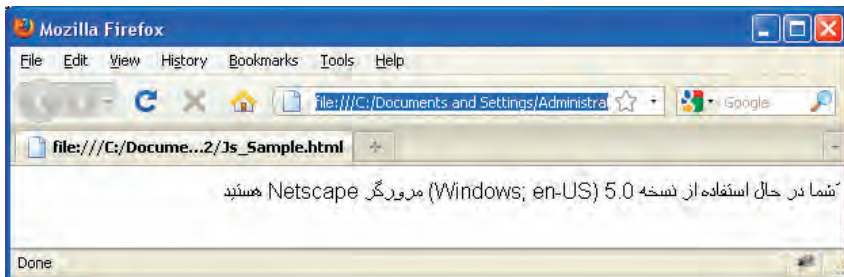 Mozilla Firefox
File Edit View History Bookmarks Tools Help
file:///C:/Documents and Settings/Administra Google
file:///C:/Docume...2/Js_Sample.html
شما در حال استفاده از نسخه 5.0 (Windows; en-US) مرورگر Netscape هستید
Done